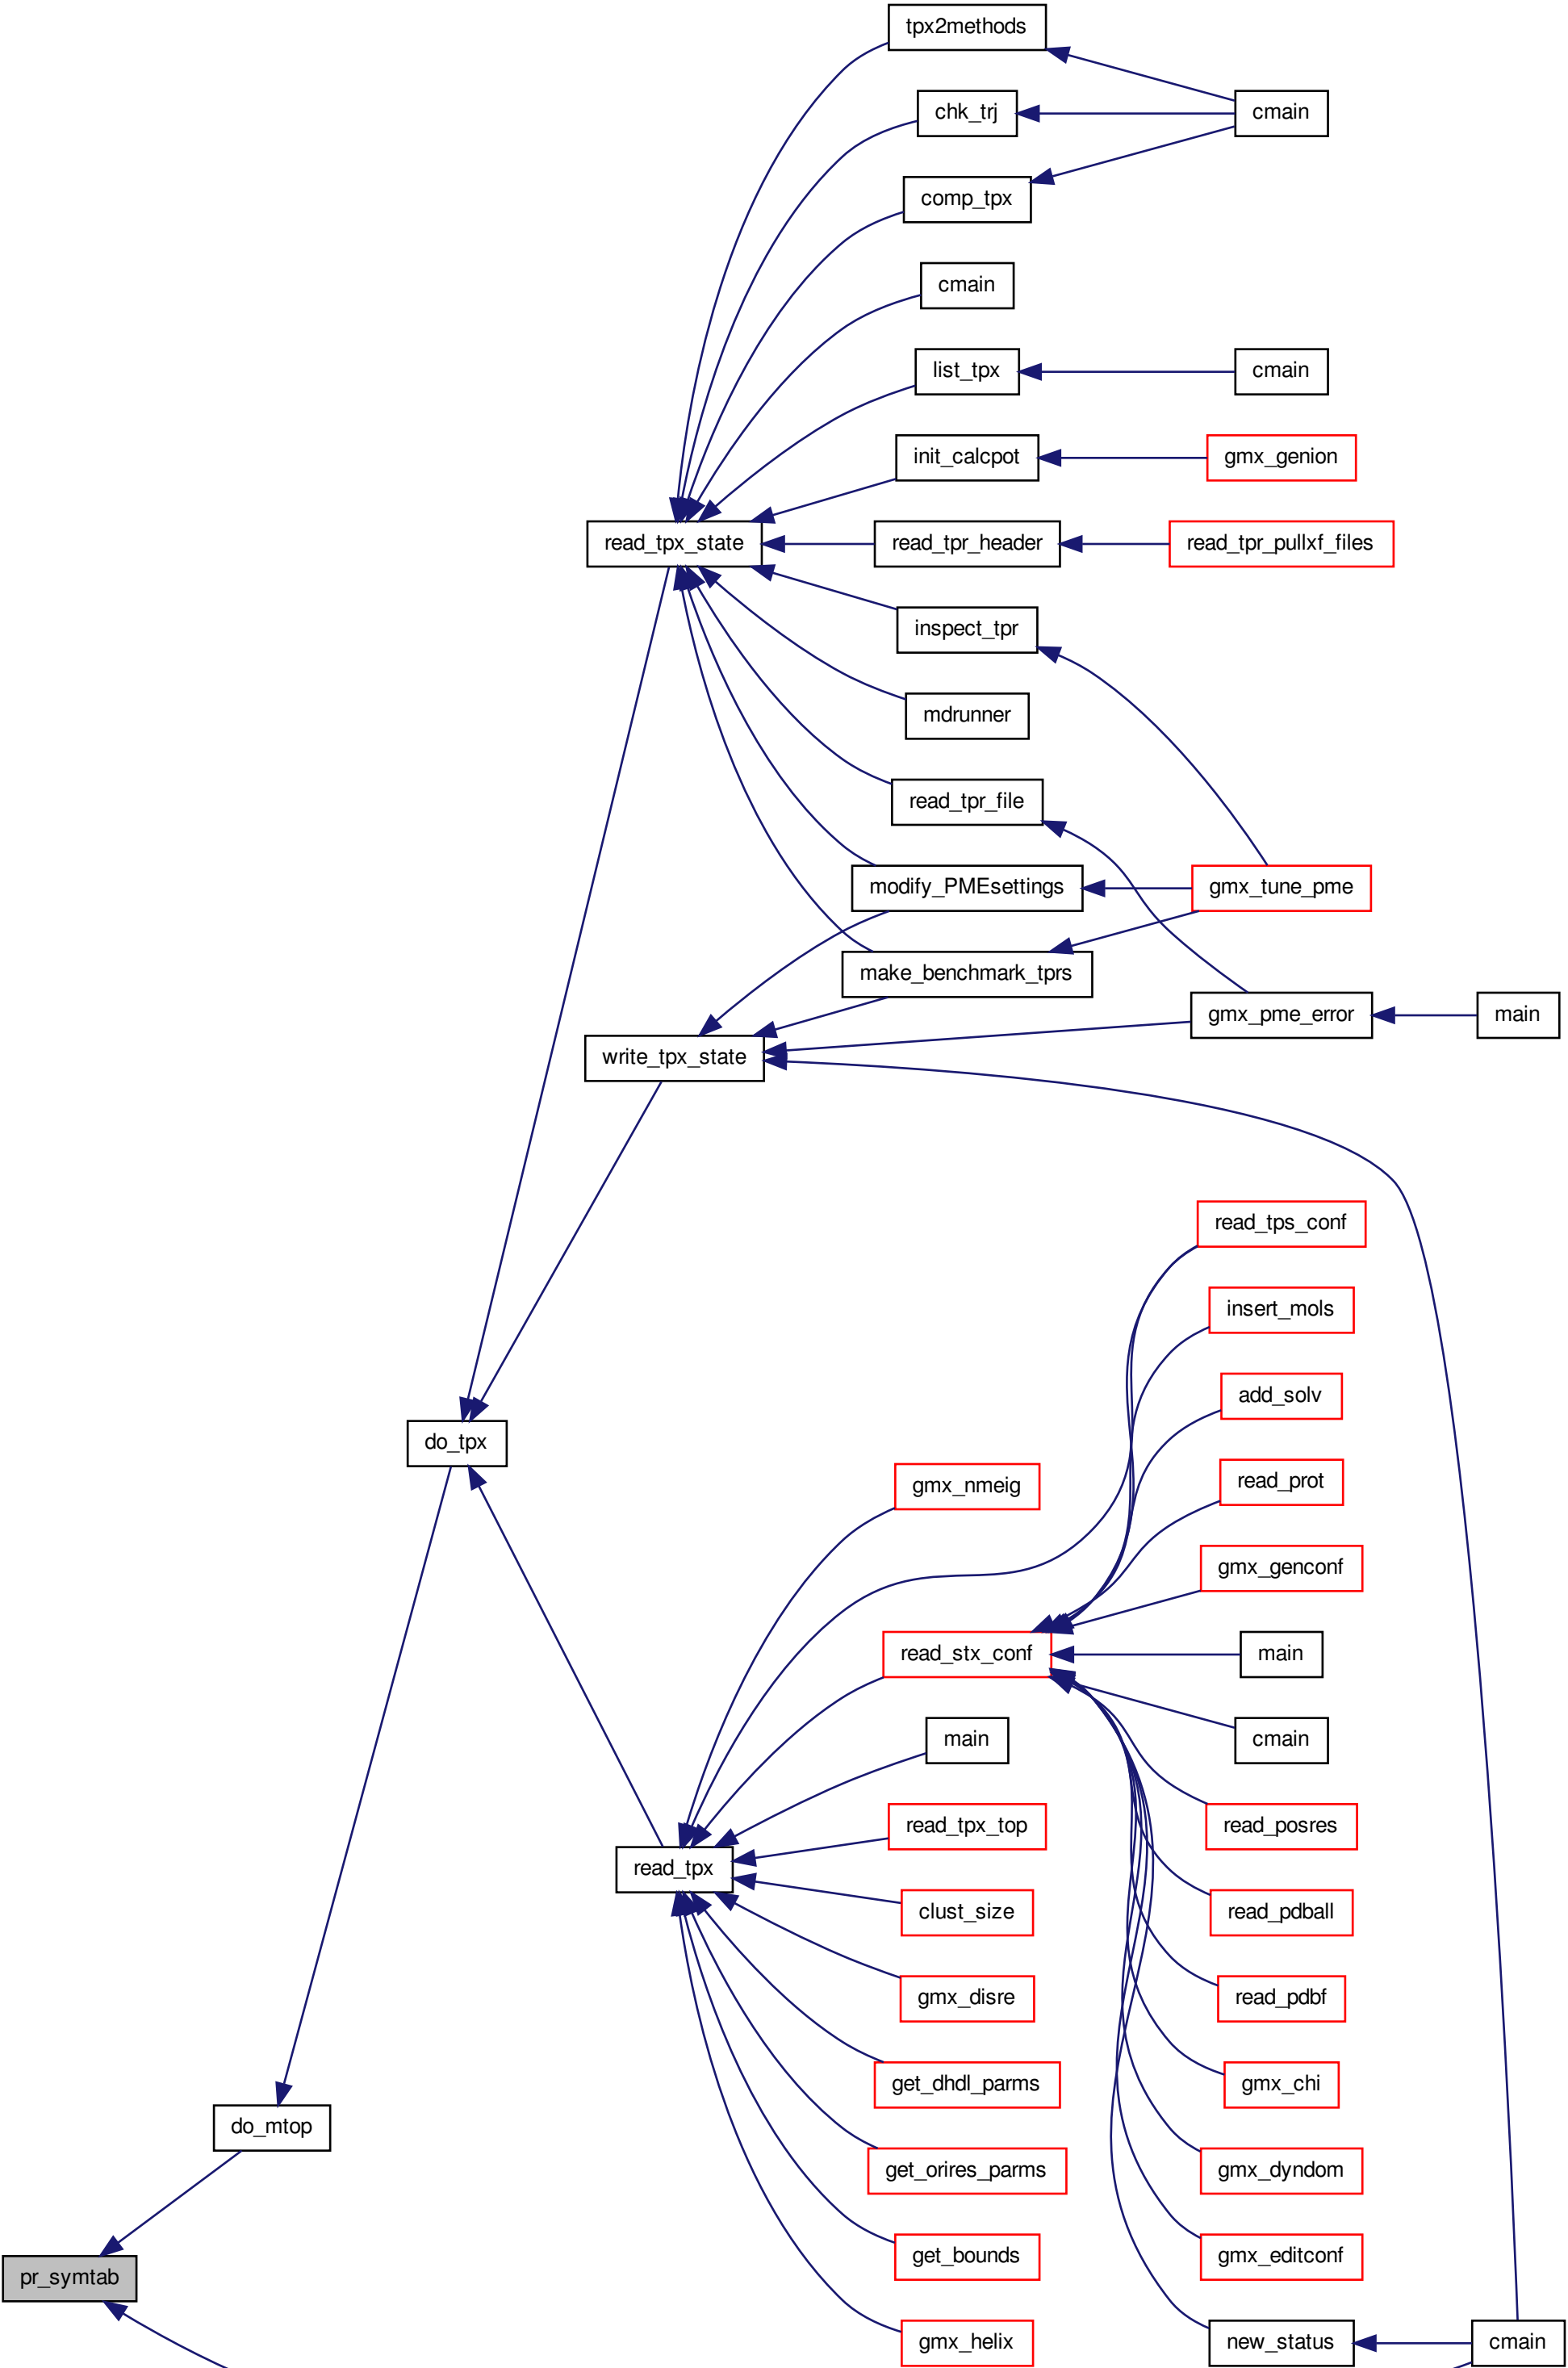 tpx2methods
chk_trj
cmain
comp_tpx
cmain
list_tpx
cmain
init_calcpot
gmx_genion
read_tpx_state
read_tpr_header
read_tpr_pullxf_files
inspect_tpr
mdrunner
read_tpr_file
modify_PMEsettings
gmx_tune_pme
make_benchmark_tprs
gmx_pme_error
main
write_tpx_state
read_tps_conf
insert_mols
add_solv
do_tpx
gmx_nmeig
read_prot
gmx_genconf
read_stx_conf
main
main
cmain
read_tpx_top
read_posres
read_tpx
clust_size
read_pdball
gmx_disre
read_pdbf
get_dhdl_parms
gmx_chi
do_mtop
get_orires_parms
gmx_dyndom
get_bounds
gmx_editconf
pr_symtab
gmx_helix
new_status
cmain